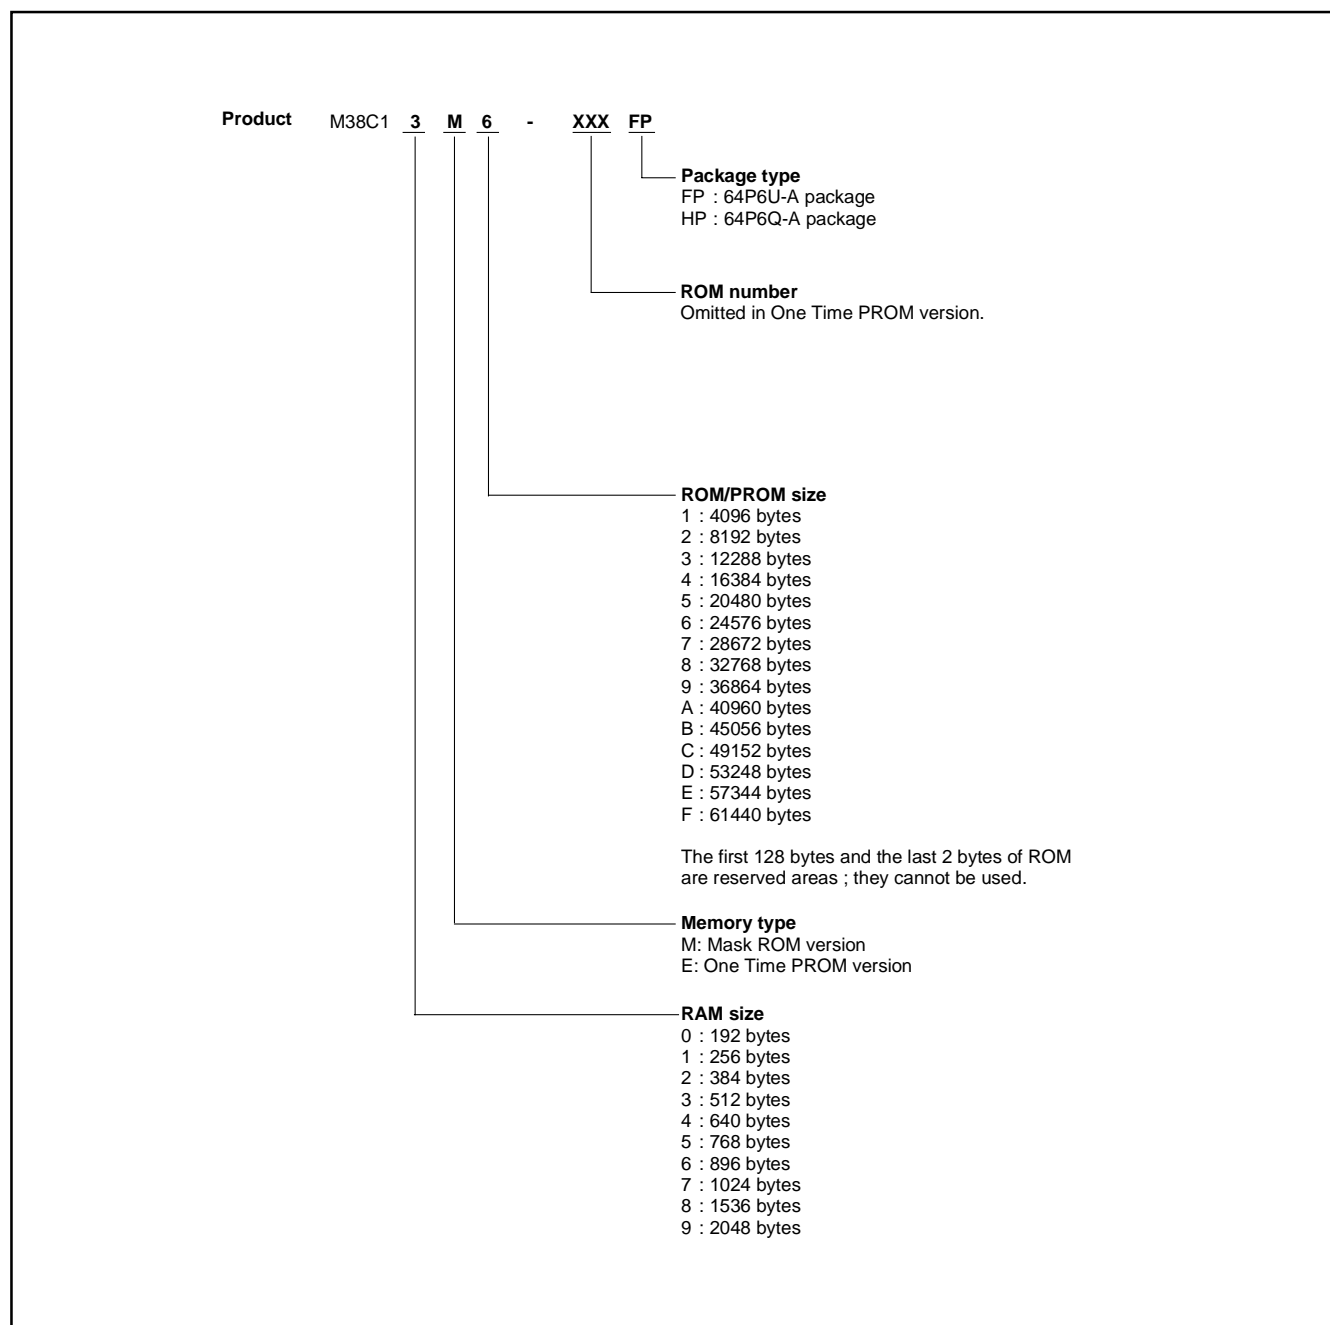 Product M38C1 3 M 6 - XXX FP
Package type
FP : 64P6U-A package
HP : 64P6Q-A package
ROM number
Omitted in One Time PROM version.
ROM/PROM size
1 : 4096 bytes
2 : 8192 bytes
3 : 12288 bytes
4 : 16384 bytes
5 : 20480 bytes
6 : 24576 bytes
7 : 28672 bytes
8 : 32768 bytes
9 : 36864 bytes
A : 40960 bytes
B : 45056 bytes
C : 49152 bytes
D : 53248 bytes
E : 57344 bytes
F : 61440 bytes
The first 128 bytes and the last 2 bytes of ROM
are reserved areas ; they cannot be used.
Memory type
M: Mask ROM version
E: One Time PROM version
RAM size
0 : 192 bytes
1 : 256 bytes
2 : 384 bytes
3 : 512 bytes
4 : 640 bytes
5 : 768 bytes
6 : 896 bytes
7 : 1024 bytes
8 : 1536 bytes
9 : 2048 bytes